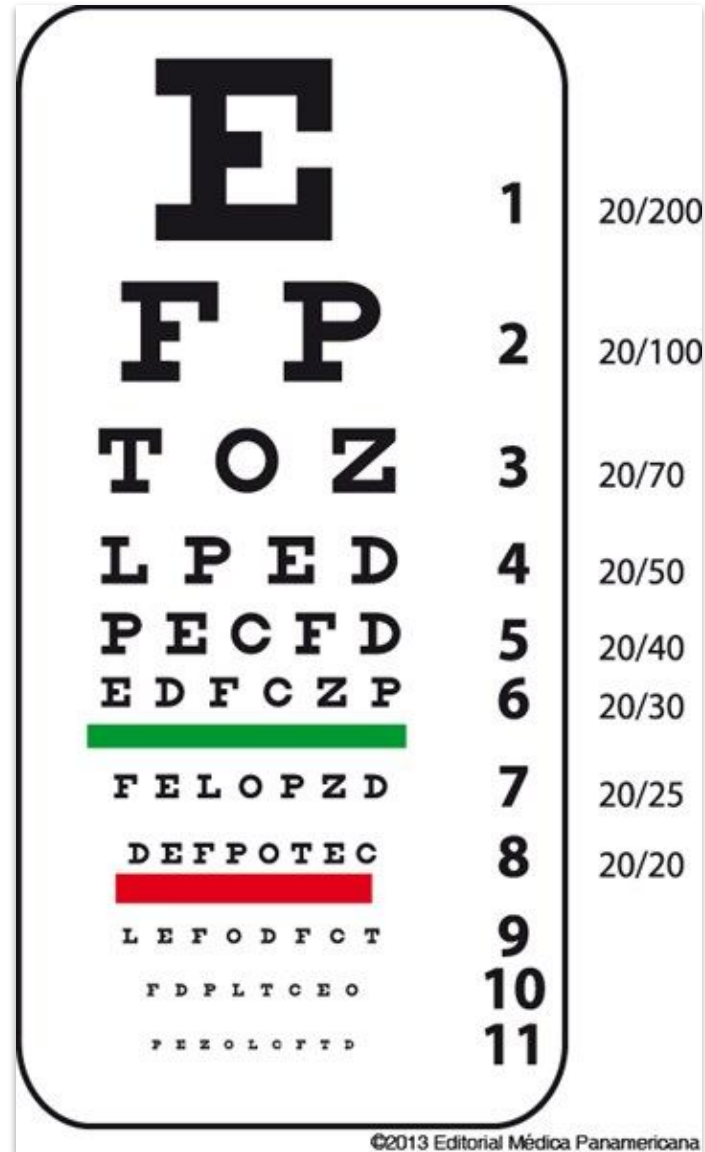 E 1 20/200
F P 2 20/100
T O Z 3 20/70
L P E D 4 20/50
P E C F D 5 20/40
E D F C Z P 6 20/30
F E L O P Z D 7 20/25
D E F P O T E C 8 20/20
L E F O D F C T 9
F D P L T C E O 10
P E Z O L C F T D 11
©2013 Editorial Médica Panamericana